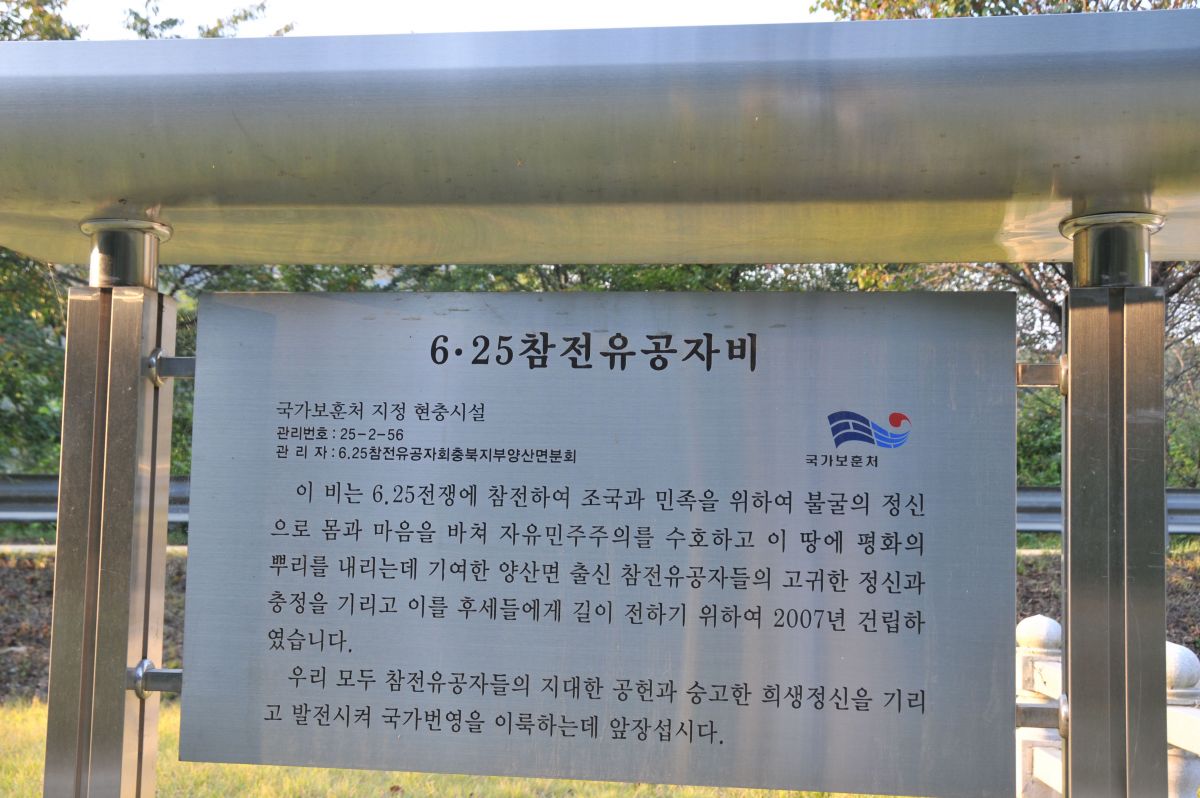 6·25참전유공자비
국가보훈처 지정 현충시설
관리번호 : 25-2-56
관 리 자 : 6.25참전유공자회충북지부양산면분회
국가보훈처
이 비는 6.25전쟁에 참전하여 조국과 민족을 위하여 불굴의 정신
으로 몸과 마음을 바쳐 자유민주주의를 수호하고 이 땅에 평화의
뿌리를 내리는데 기여한 양산면 출신 참전유공자들의 고귀한 정신과
충정을 기리고 이를 후세들에게 길이 전하기 위하여 2007년 건립하
였습니다.
우리 모두 참전유공자들의 지대한 공헌과 숭고한 희생정신을 기리
고 발전시켜 국가번영을 이룩하는데 앞장섭시다.